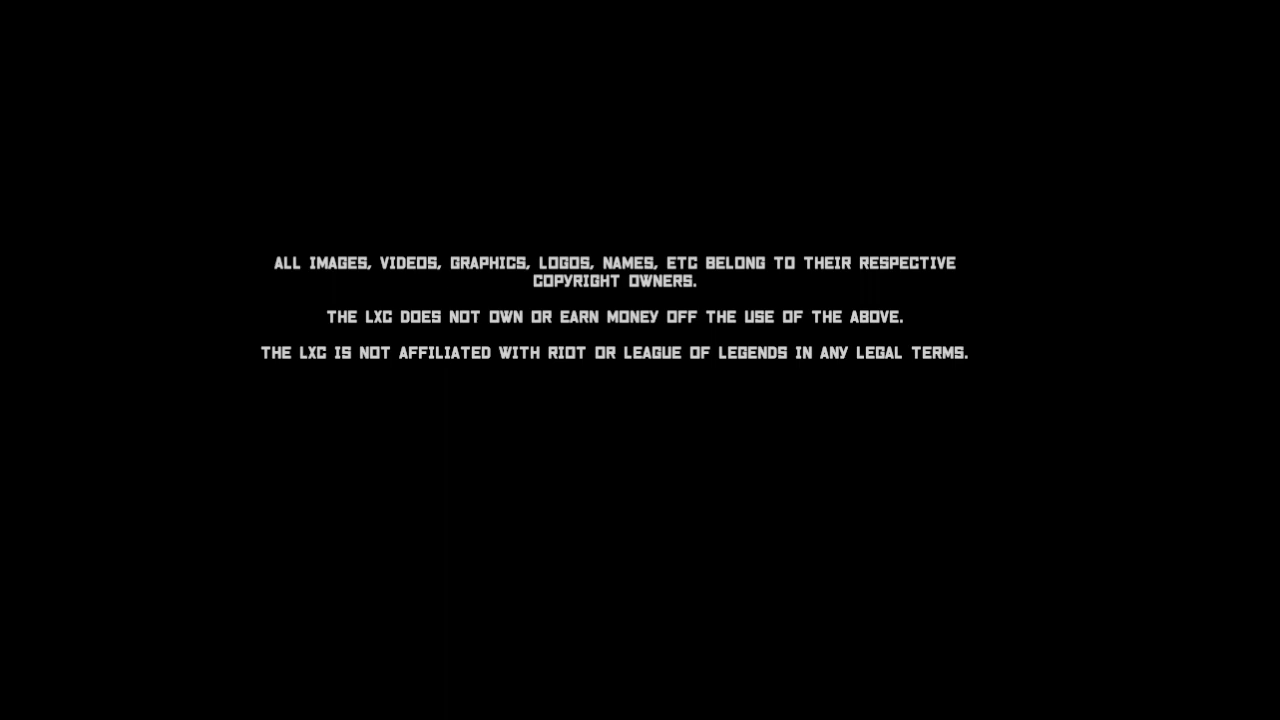 ALL IMAGES, VIDEOS, GRAPHICS, LOGOS, NAMES, ETC BELONG TO THEIR RESPECTIVE
COPYRIGHT OWNERS.
THE LXC DOES NOT OWN OR EARN MONEY OFF THE USE OF THE ABOVE.
THE LXC IS NOT AFFILIATED WITH RIOT OR LEAGUE OF LEGENDS IN ANY LEGAL TERMS.